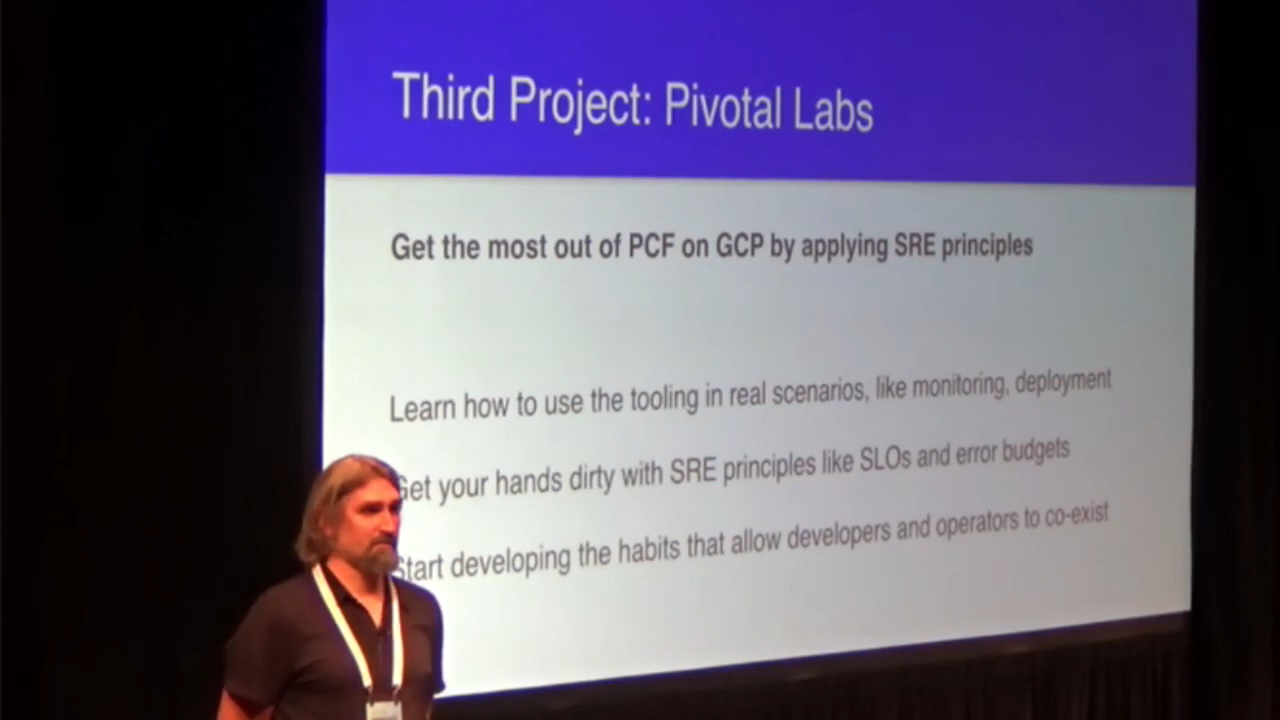 Third Project: Pivotal Labs
Get the most out of PCF on GCP by applying SRE principles
Learn how to use the tooling in real scenarios, like monitoring, deployment
Get your hands dirty with SRE principles like SLOs and error budgets
Start developing the habits that allow developers and operators to co-exist